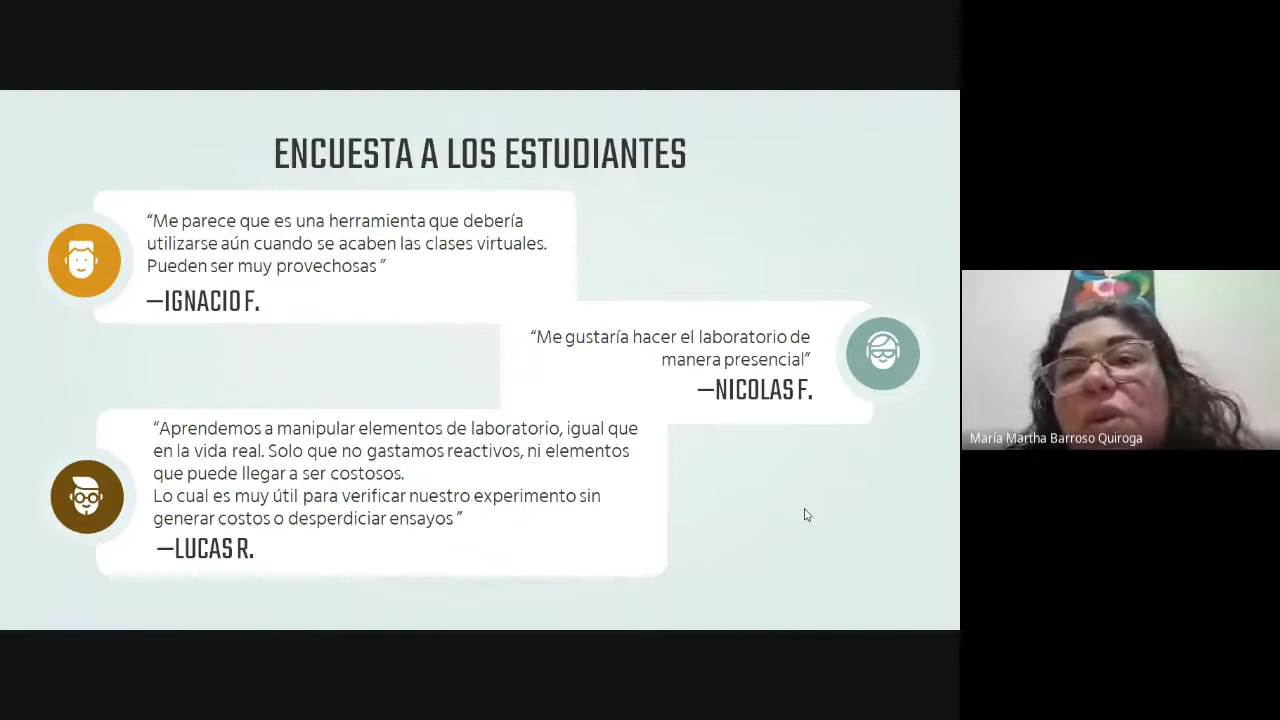 ENCUESTA A LOS ESTUDIANTES
“Me parece que es una herramienta que debería
utilizarse aún cuando se acaben las clases virtuales.
Pueden ser muy provechosas ”
—IGNACIO F.
“Me gustaría hacer el laboratorio de
manera presencial”
—NICOLAS F.
“Aprendemos a manipular elementos de laboratorio, igual que
en la vida real. Solo que no gastamos reactivos, ni elementos
que puede llegar a ser costosos.
Lo cual es muy útil para verificar nuestro experimento sin
generar costos o desperdiciar ensayos ”
—LUCAS R.
María Martha Barroso Quiroga